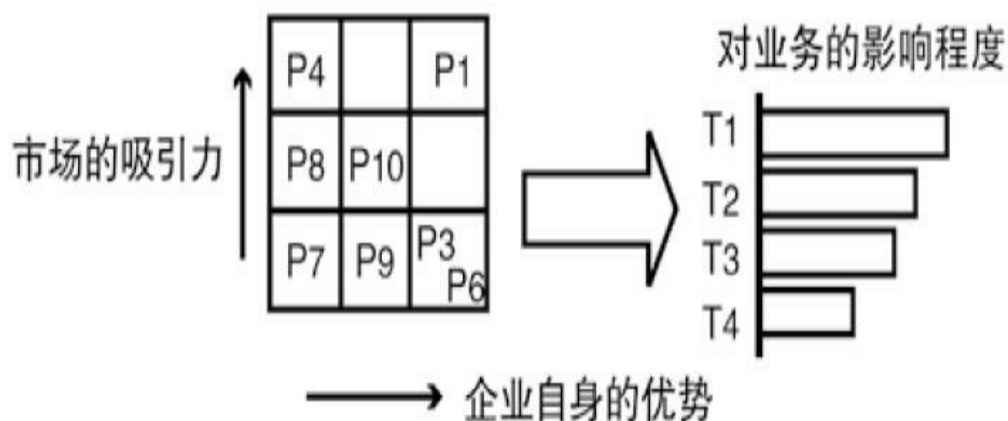 对业务的影响程度
P4 P1
市场的吸引力
P8 P10
P7 P9 P3
P6
T1
T2
T3
T4
企业自身的优势